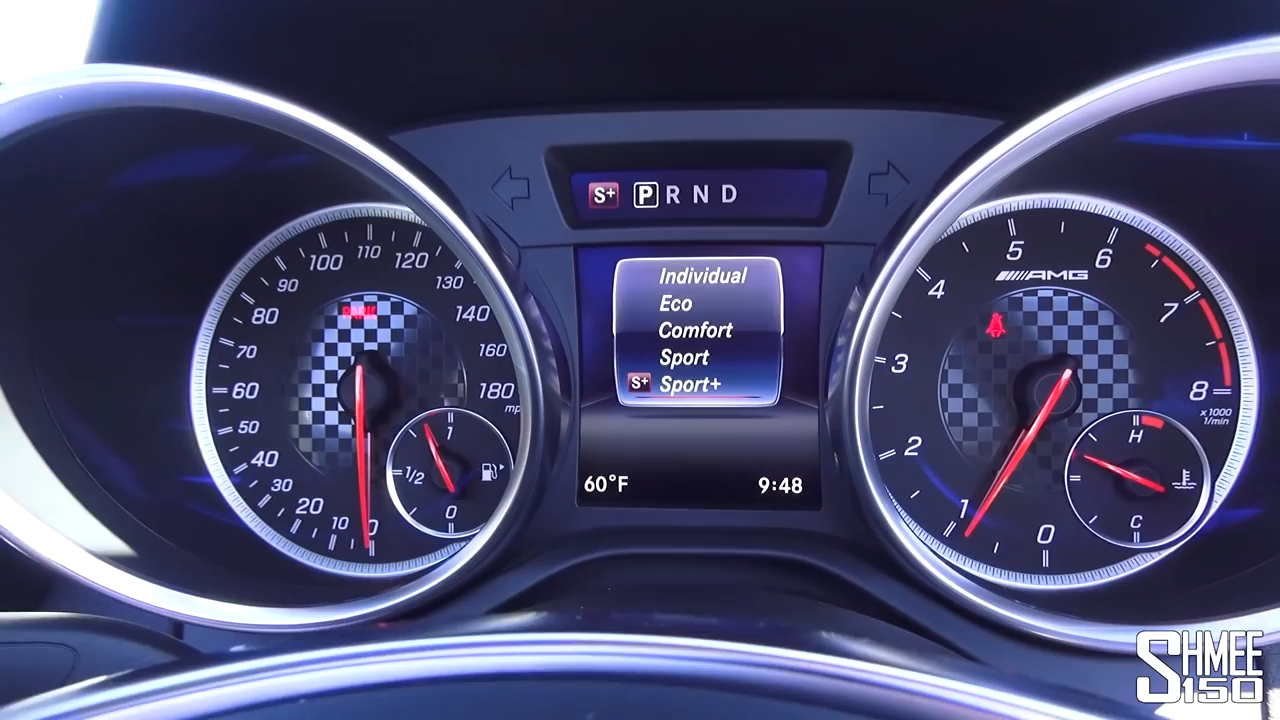 S+ P R N D
Individual
Eco
Comfort
Sport
S+ Sport+
60°F 9:48
0
10
20
30
40
50
60
70
80
90
100
110
120
130
140
160
180
mph
PARK
1
1/2
0
0
1
2
3
4
5
6
7
8
x1000
1/min
AMG
H
C
SHMEE
150